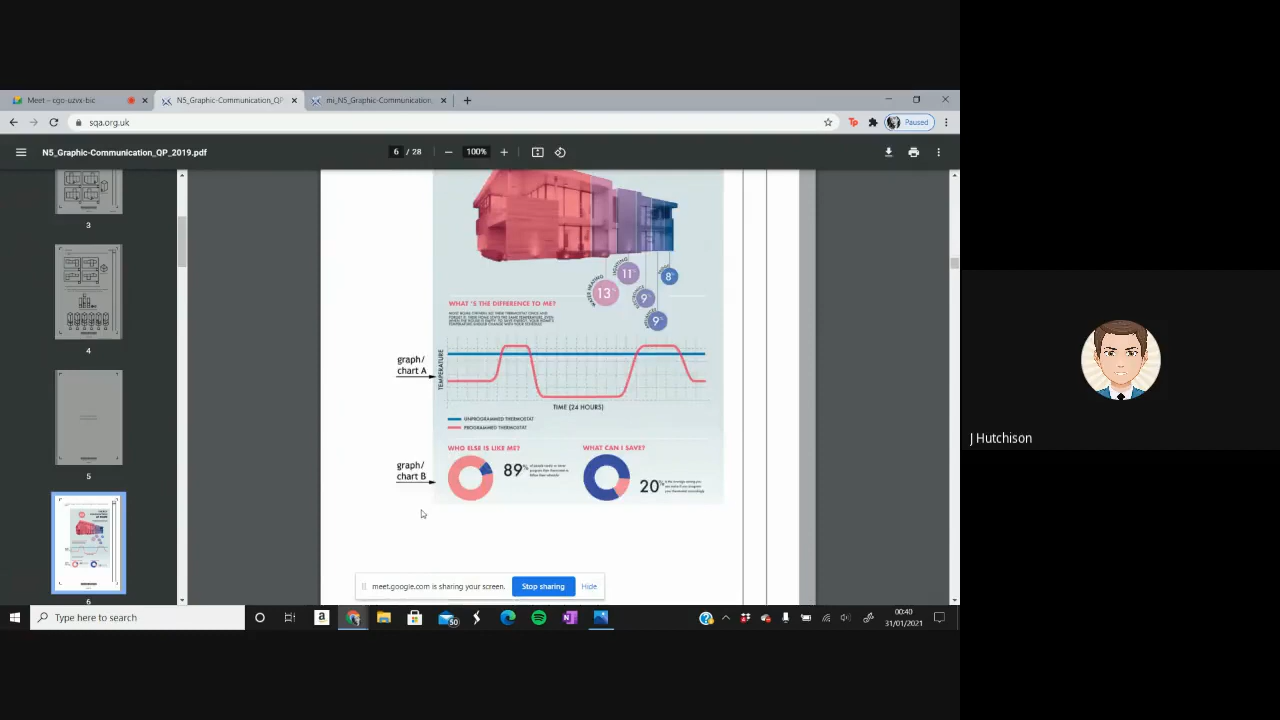 Meet – cgo-uzvx-bic
N5_Graphic-Communication_QP
mi_N5_Graphic-Communication
sqa.org.uk
Paused
N5_Graphic-Communication_QP_2019.pdf
6 / 28
100%
3
4
5
6
13%
11%
9%
8%
9%
WHAT 'S THE DIFFERENCE TO ME?
graph/
chart A
TEMPERATURE
TIME (24 HOURS)
UNPROGRAMMED THERMOSTAT
PROGRAMMED THERMOSTAT
WHO ELSE IS LIKE ME?
WHAT CAN I SAVE?
graph/
chart B
89%
20%
J Hutchison
meet.google.com is sharing your screen.
Stop sharing
Hide
Type here to search
50
00:40
31/01/2021